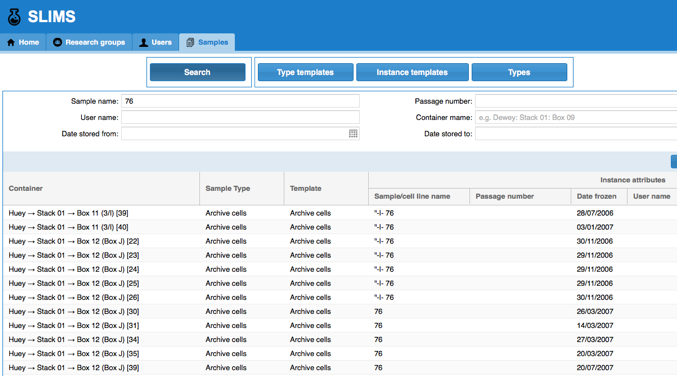 SLIMS
Home Research groups Users Samples
Search Type templates Instance templates Types
Sample name: 76 Passage number:
User name: Container mame: e.g. Dewey: Stack 01: Box 09
Date stored from: Date stored to:
Instance attributes
Container Sample Type Template Sample/cell line name Passage number Date frozen User name
Huey → Stack 01 → Box 11 (3/I) [39] Archive cells Archive cells "-I- 76 28/07/2006
Huey → Stack 01 → Box 11 (3/I) [40] Archive cells Archive cells "-I- 76 03/01/2007
Huey → Stack 01 → Box 12 (Box J) [22] Archive cells Archive cells "-I- 76 30/11/2006
Huey → Stack 01 → Box 12 (Box J) [23] Archive cells Archive cells "-I- 76 29/11/2006
Huey → Stack 01 → Box 12 (Box J) [24] Archive cells Archive cells "-I- 76 29/11/2006
Huey → Stack 01 → Box 12 (Box J) [25] Archive cells Archive cells "-I- 76 29/11/2006
Huey → Stack 01 → Box 12 (Box J) [26] Archive cells Archive cells "-I- 76 30/11/2006
Huey → Stack 01 → Box 12 (Box J) [30] Archive cells Archive cells 76 26/03/2007
Huey → Stack 01 → Box 12 (Box J) [31] Archive cells Archive cells 76 14/03/2007
Huey → Stack 01 → Box 12 (Box J) [34] Archive cells Archive cells 76 27/03/2007
Huey → Stack 01 → Box 12 (Box J) [35] Archive cells Archive cells 76 20/03/2007
Huey → Stack 01 → Box 12 (Box J) [39] Archive cells Archive cells 76 20/07/2007